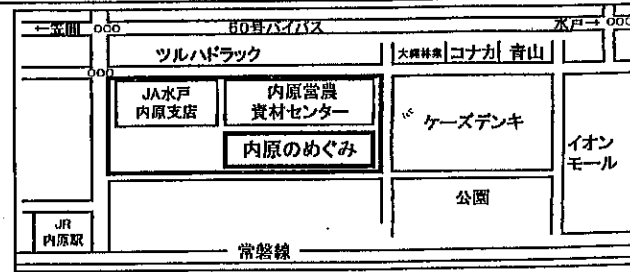 ←笠間
60号バイパス
水戸→
ツルハドラック
大縄林業
コナカ
青山
JA水戸
内原支店
内原営農
資材センター
内原のめぐみ
ケーズデンキ
イオン
モール
公園
JR
内原駅
常磐線